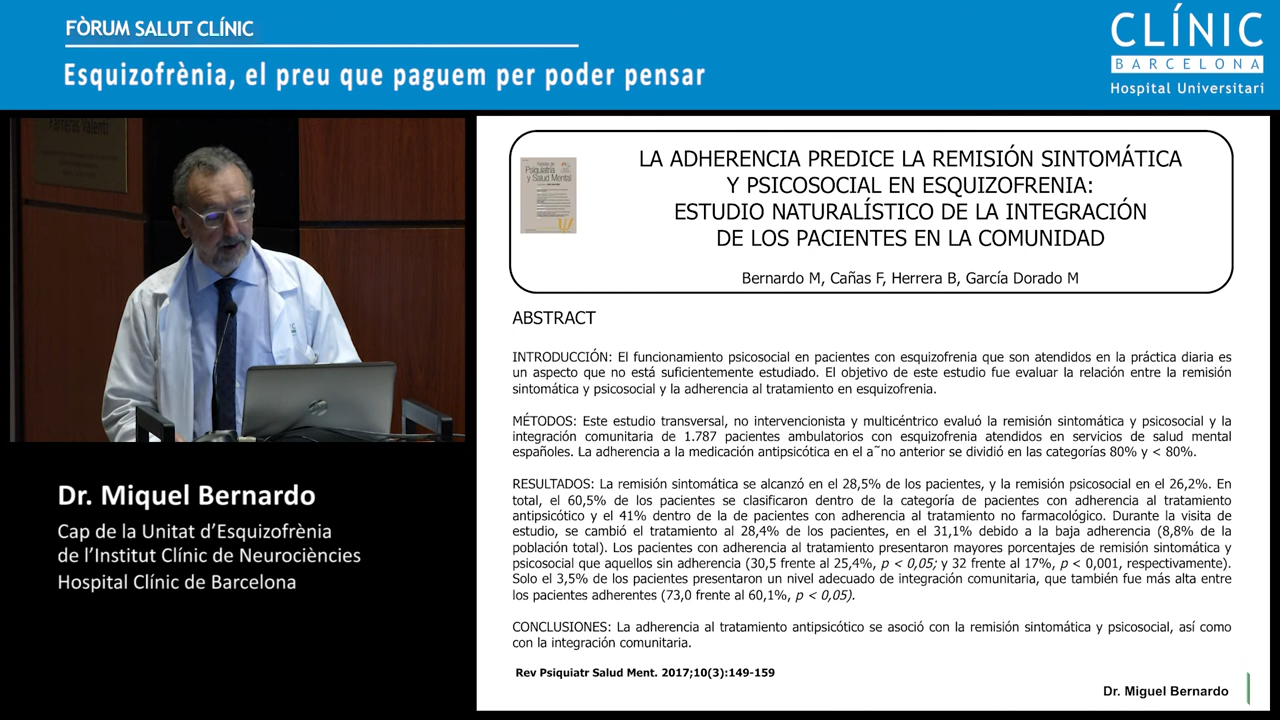 FÒRUM SALUT CLÍNIC
Esquizofrènia, el preu que paguem per poder pensar
CLÍNIC
BARCELONA
Hospital Universitari
Farreras Valentí
Dr. Miquel Bernardo
Cap de la Unitat d’Esquizofrènia
de l’Institut Clínic de Neurociències
Hospital Clínic de Barcelona
Psiquiatría
y Salud Mental
LA ADHERENCIA PREDICE LA REMISIÓN SINTOMÁTICA
Y PSICOSOCIAL EN ESQUIZOFRENIA:
ESTUDIO NATURALÍSTICO DE LA INTEGRACIÓN
DE LOS PACIENTES EN LA COMUNIDAD
Bernardo M, Cañas F, Herrera B, García Dorado M
ABSTRACT
INTRODUCCIÓN: El funcionamiento psicosocial en pacientes con esquizofrenia que son atendidos en la práctica diaria es
un aspecto que no está suficientemente estudiado. El objetivo de este estudio fue evaluar la relación entre la remisión
sintomática y psicosocial y la adherencia al tratamiento en esquizofrenia.
MÉTODOS: Este estudio transversal, no intervencionista y multicéntrico evaluó la remisión sintomática y psicosocial y la
integración comunitaria de 1.787 pacientes ambulatorios con esquizofrenia atendidos en servicios de salud mental
españoles. La adherencia a la medicación antipsicótica en el a˜no anterior se dividió en las categorías 80% y < 80%.
RESULTADOS: La remisión sintomática se alcanzó en el 28,5% de los pacientes, y la remisión psicosocial en el 26,2%. En
total, el 60,5% de los pacientes se clasificaron dentro de la categoría de pacientes con adherencia al tratamiento
antipsicótico y el 41% dentro de la de pacientes con adherencia al tratamiento no farmacológico. Durante la visita de
estudio, se cambió el tratamiento al 28,4% de los pacientes, en el 31,1% debido a la baja adherencia (8,8% de la
población total). Los pacientes con adherencia al tratamiento presentaron mayores porcentajes de remisión sintomática y
psicosocial que aquellos sin adherencia (30,5 frente al 25,4%, p < 0,05; y 32 frente al 17%, p < 0,001, respectivamente).
Solo el 3,5% de los pacientes presentaron un nivel adecuado de integración comunitaria, que también fue más alta entre
los pacientes adherentes (73,0 frente al 60,1%, p < 0,05).
CONCLUSIONES: La adherencia al tratamiento antipsicótico se asoció con la remisión sintomática y psicosocial, así como
con la integración comunitaria.
Rev Psiquiatr Salud Ment. 2017;10(3):149-159
Dr. Miguel Bernardo